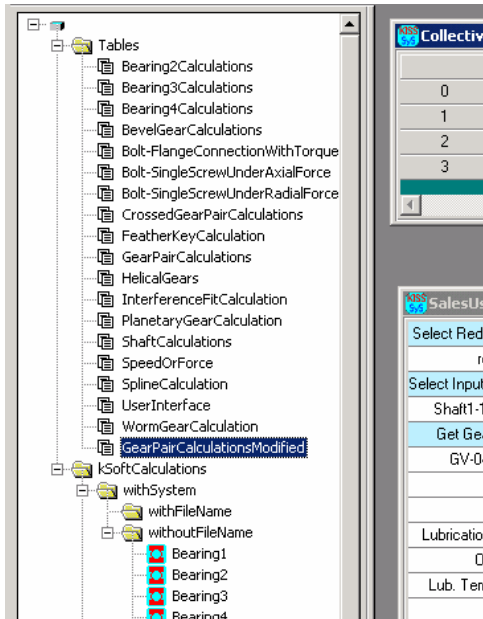 Tables
Bearing2Calculations
Bearing3Calculations
Bearing4Calculations
BevelGearCalculations
Bolt-FlangeConnectionWithTorque
Bolt-SingleScrewUnderAxialForce
Bolt-SingleScrewUnderRadialForce
CrossedGearPairCalculations
FeatherKeyCalculation
GearPairCalculations
HelicalGears
InterferenceFitCalculation
PlanetaryGearCalculation
ShaftCalculations
SpeedOrForce
SplineCalculation
UserInterface
WormGearCalculation
GearPairCalculationsModified
kSoftCalculations
withSystem
withFileName
withoutFileName
Bearing1
Bearing2
Bearing3
Bearing4
KISS Sys Collectiv
0
1
2
3
KISS Sys SalesUs
Select Red
r
Select Input
Shaft1-1
Get Ge
GV-0
Lubricatio
Lub. Ten